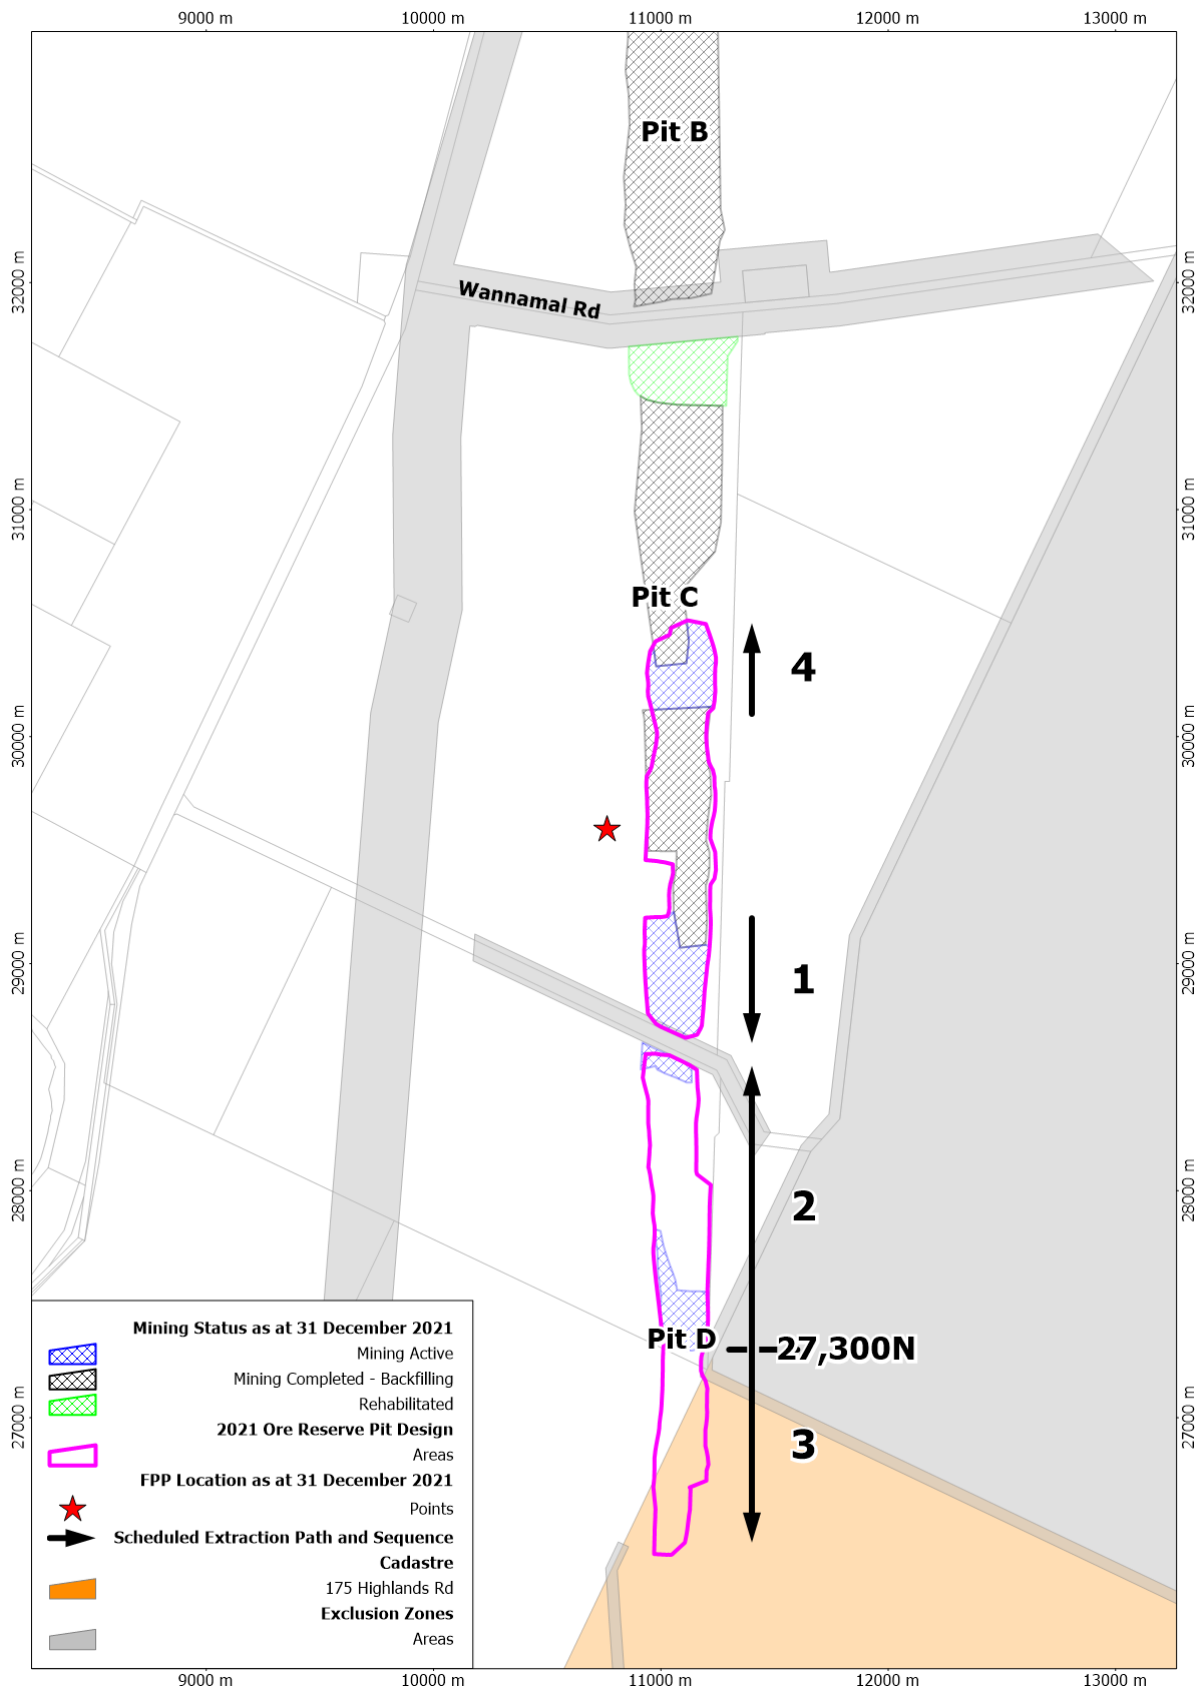 9000 m
10000 m
11000 m
12000 m
13000 m
Pit B
32000 m
32000 m
Wannamal Rd
31000 m
31000 m
Pit C
4
30000 m
30000 m
29000 m
29000 m
1
28000 m
28000 m
2
Pit D
27,300N
27000 m
27000 m
3
Mining Status as at 31 December 2021
Mining Active
Mining Completed - Backfilling
Rehabilitated
2021 Ore Reserve Pit Design
Areas
FPP Location as at 31 December 2021
Points
Scheduled Extraction Path and Sequence
Cadastre
175 Highlands Rd
Exclusion Zones
Areas
9000 m
10000 m
11000 m
12000 m
13000 m